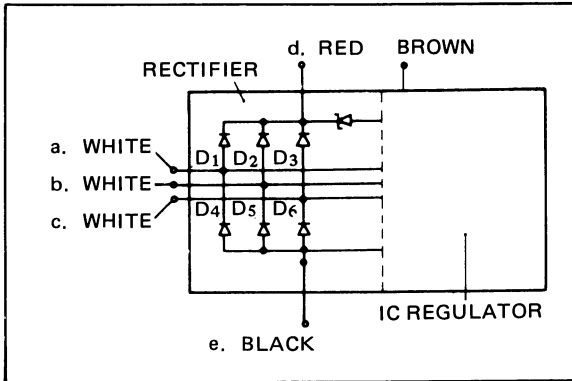 d. RED BROWN
RECTIFIER
a. WHITE
D1 D2 D3
b. WHITE
D4 D5 D6
c. WHITE
IC REGULATOR
e. BLACK